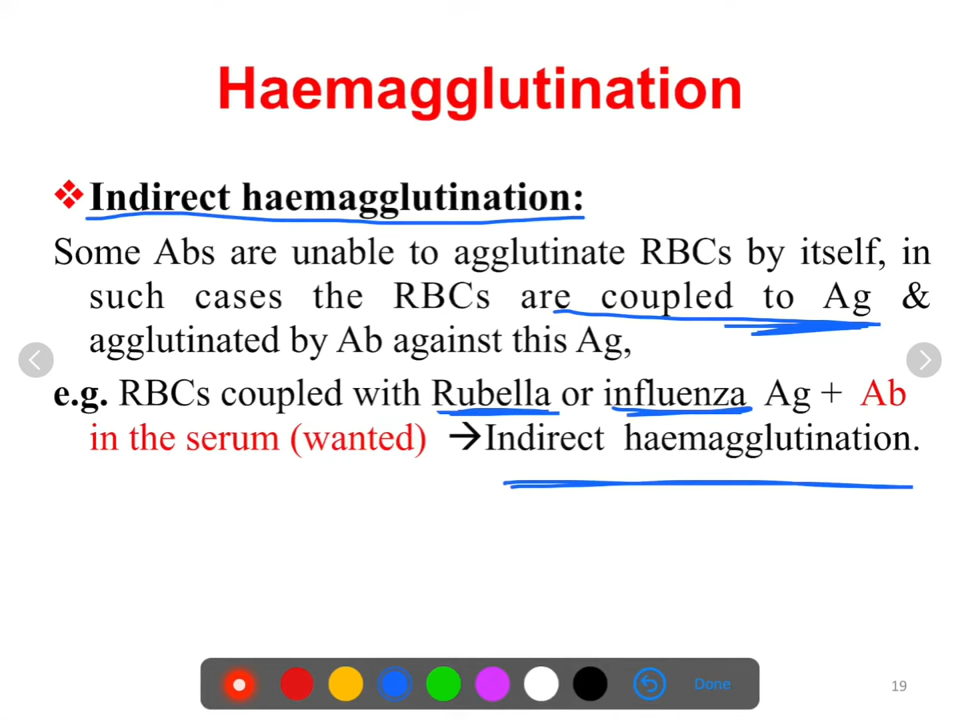 Haemagglutination
❖Indirect haemagglutination:
Some Abs are unable to agglutinate RBCs by itself, in
such cases the RBCs are coupled to Ag &
agglutinated by Ab against this Ag,
e.g. RBCs coupled with Rubella or influenza Ag + Ab
in the serum (wanted) →Indirect haemagglutination.
Done
19